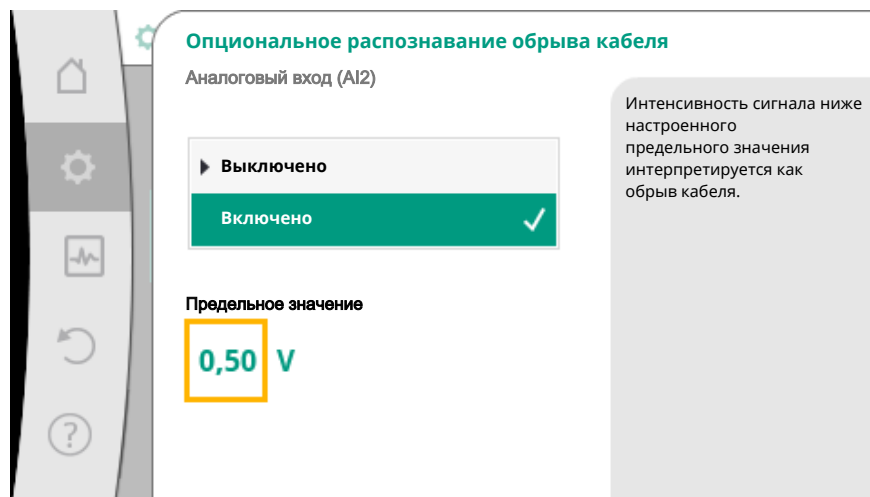 Опциональное распознавание обрыва кабеля
Аналоговый вход (AI2)
Выключено
Включено
Предельное значение
0,50 V
Интенсивность сигнала ниже
настроенного
предельного значения
интерпретируется как
обрыв кабеля.
?